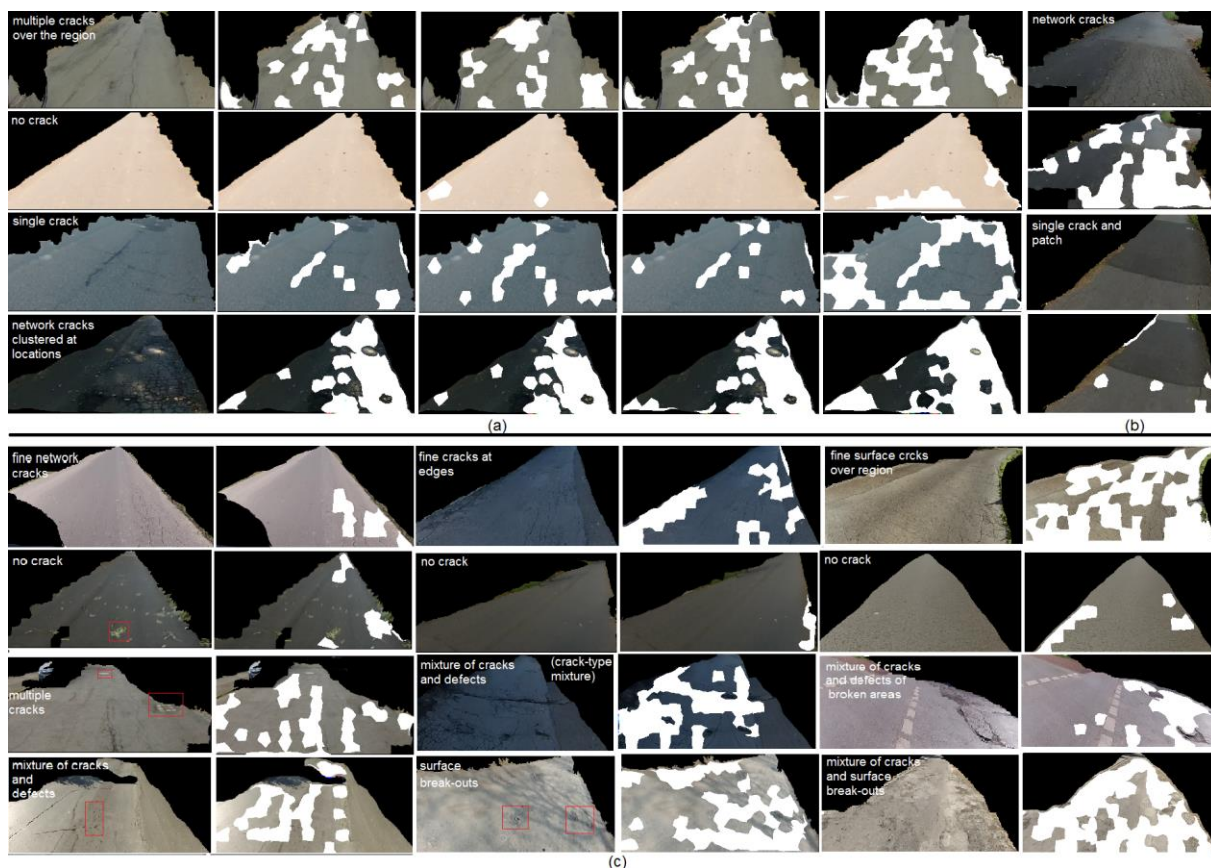 multiple cracks
over the region
network cracks
no crack
single crack
single crack and
patch
network cracks
clustered at
locations
(a)
(b)
fine network
cracks
fine cracks at
edges
fine surface crcks
over region
no crack
no crack
no crack
multiple
cracks
mixture of cracks
and defects
(crack-type
mixture)
mixture of cracks
and defects of
broken areas
mixture of cracks
and
defects
surface
break-outs
mixture of cracks
and surface
break-outs
(c)